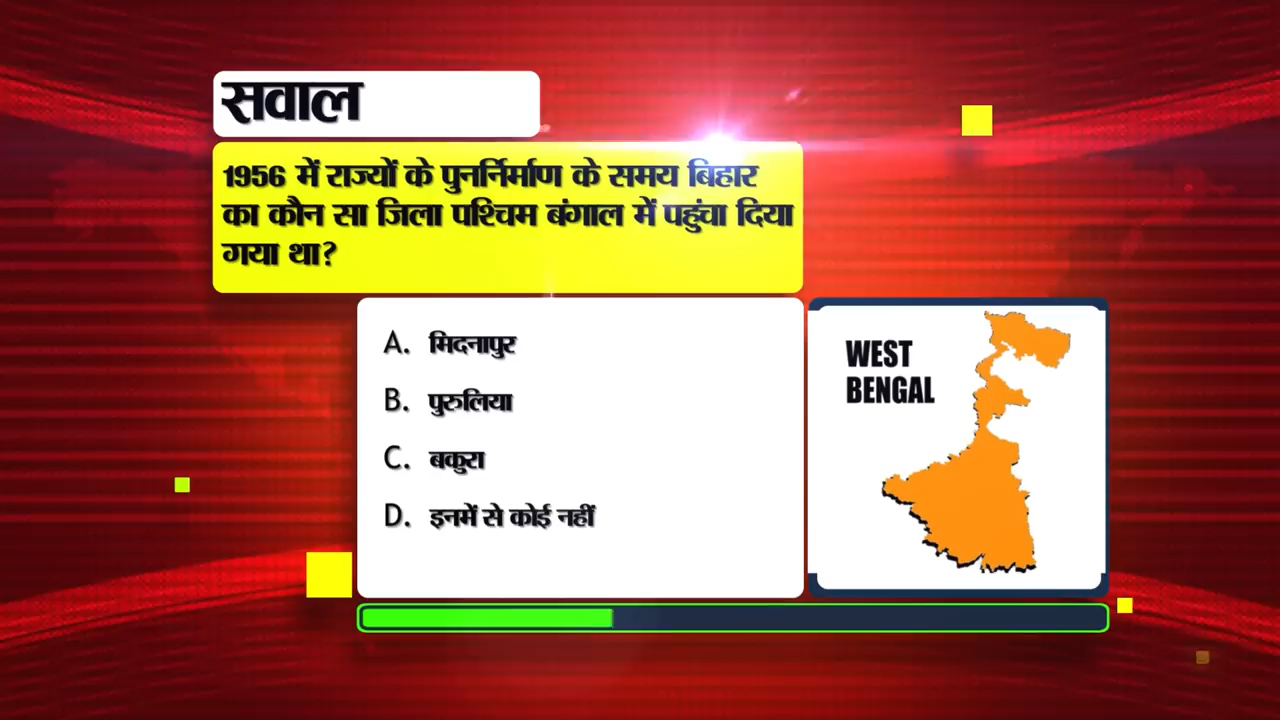 सवाल
1956 में राज्यों के पुनर्निर्माण के समय बिहार
का कौन सा जिला पश्चिम बंगाल में पहुंचा दिया
गया था?
A. मिदनापुर
B. पुरुलिया
C. बकुरा
D. इनमें से कोई नहीं
WEST
BENGAL